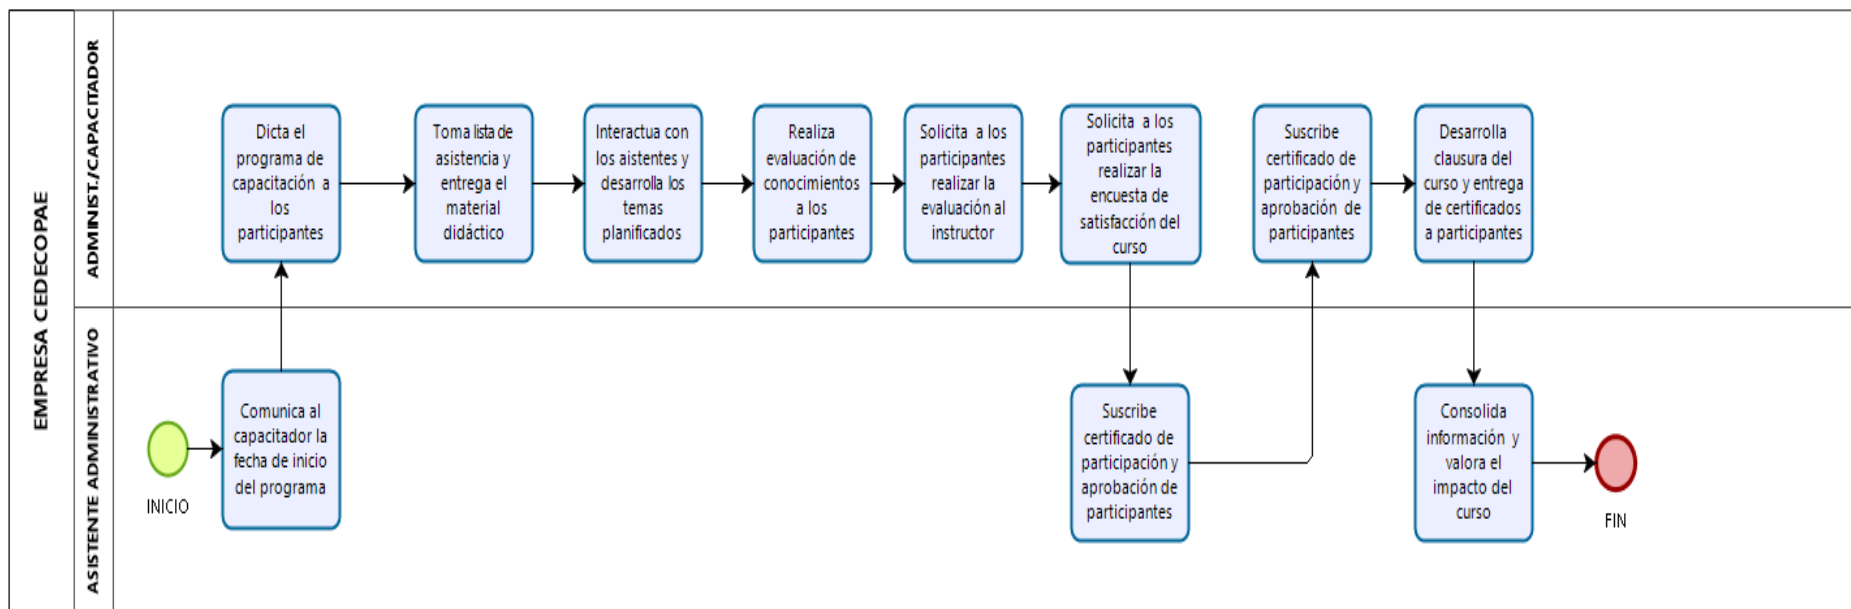 EMPRESA CEDECOPAE
ADMINIST./CAPACITADOR
Dicta el
programa de
capacitación a
los
participantes
Toma lista de
asistencia y
entrega el
material
didáctico
Interactua con
los aistentes y
desarrolla los
temas
planificados
Realiza
evaluación de
conocimientos
a los
participantes
Solicita a los
participantes
realizar la
evaluación al
instructor
Solicita a los
participantes
realizar la
encuesta de
satisfacción del
curso
Suscribe
certificado de
participación y
aprobación de
participantes
Desarrolla
clausura del
curso y entrega
de certificados
a participantes
ASISTENTE ADMINISTRATIVO
INICIO
Comunica al
capacitador la
fecha de inicio
del programa
Suscribe
certificado de
participación y
aprobación de
participantes
Consolida
información y
valora el
impacto del
curso
FIN